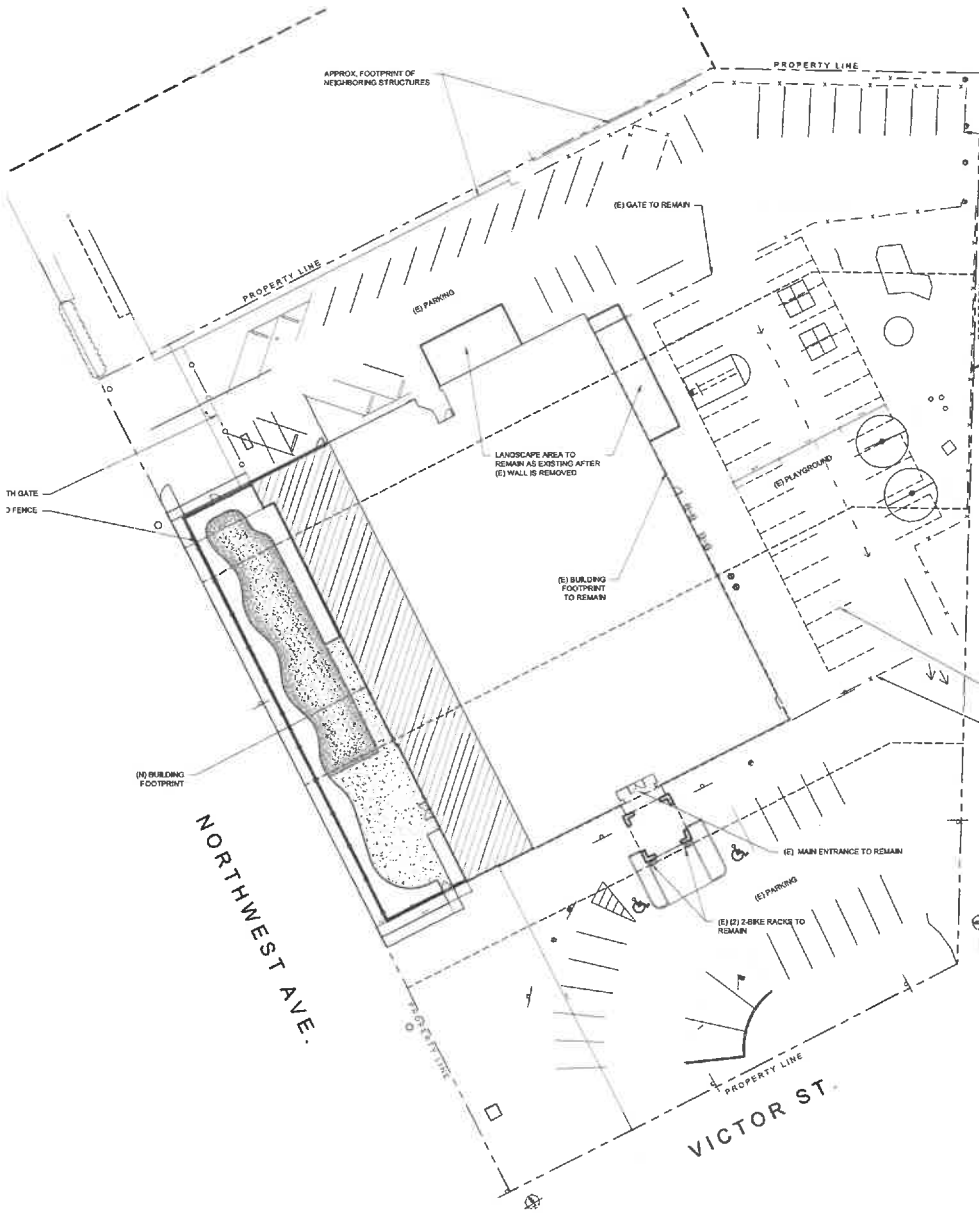 APPROX. FOOTPRINT OF
NEIGHBORING STRUCTURES
PROPERTY LINE
(E) GATE TO REMAIN
PROPERTY LINE
(E) PARKING
LANDSCAPE AREA TO
REMAIN AS EXISTING AFTER
(E) WALL IS REMOVED
TH GATE
D FENCE
(E) PLAYGROUND
(E) BUILDING
FOOTPRINT
TO REMAIN
(N) BUILDING
FOOTPRINT
NORTHWEST AVE.
(E) MAIN ENTRANCE TO REMAIN
(E) PARKING
(E) (2) 2-BIKE RACKS TO
REMAIN
PROPERTY LINE
PROPERTY LINE
VICTOR ST.